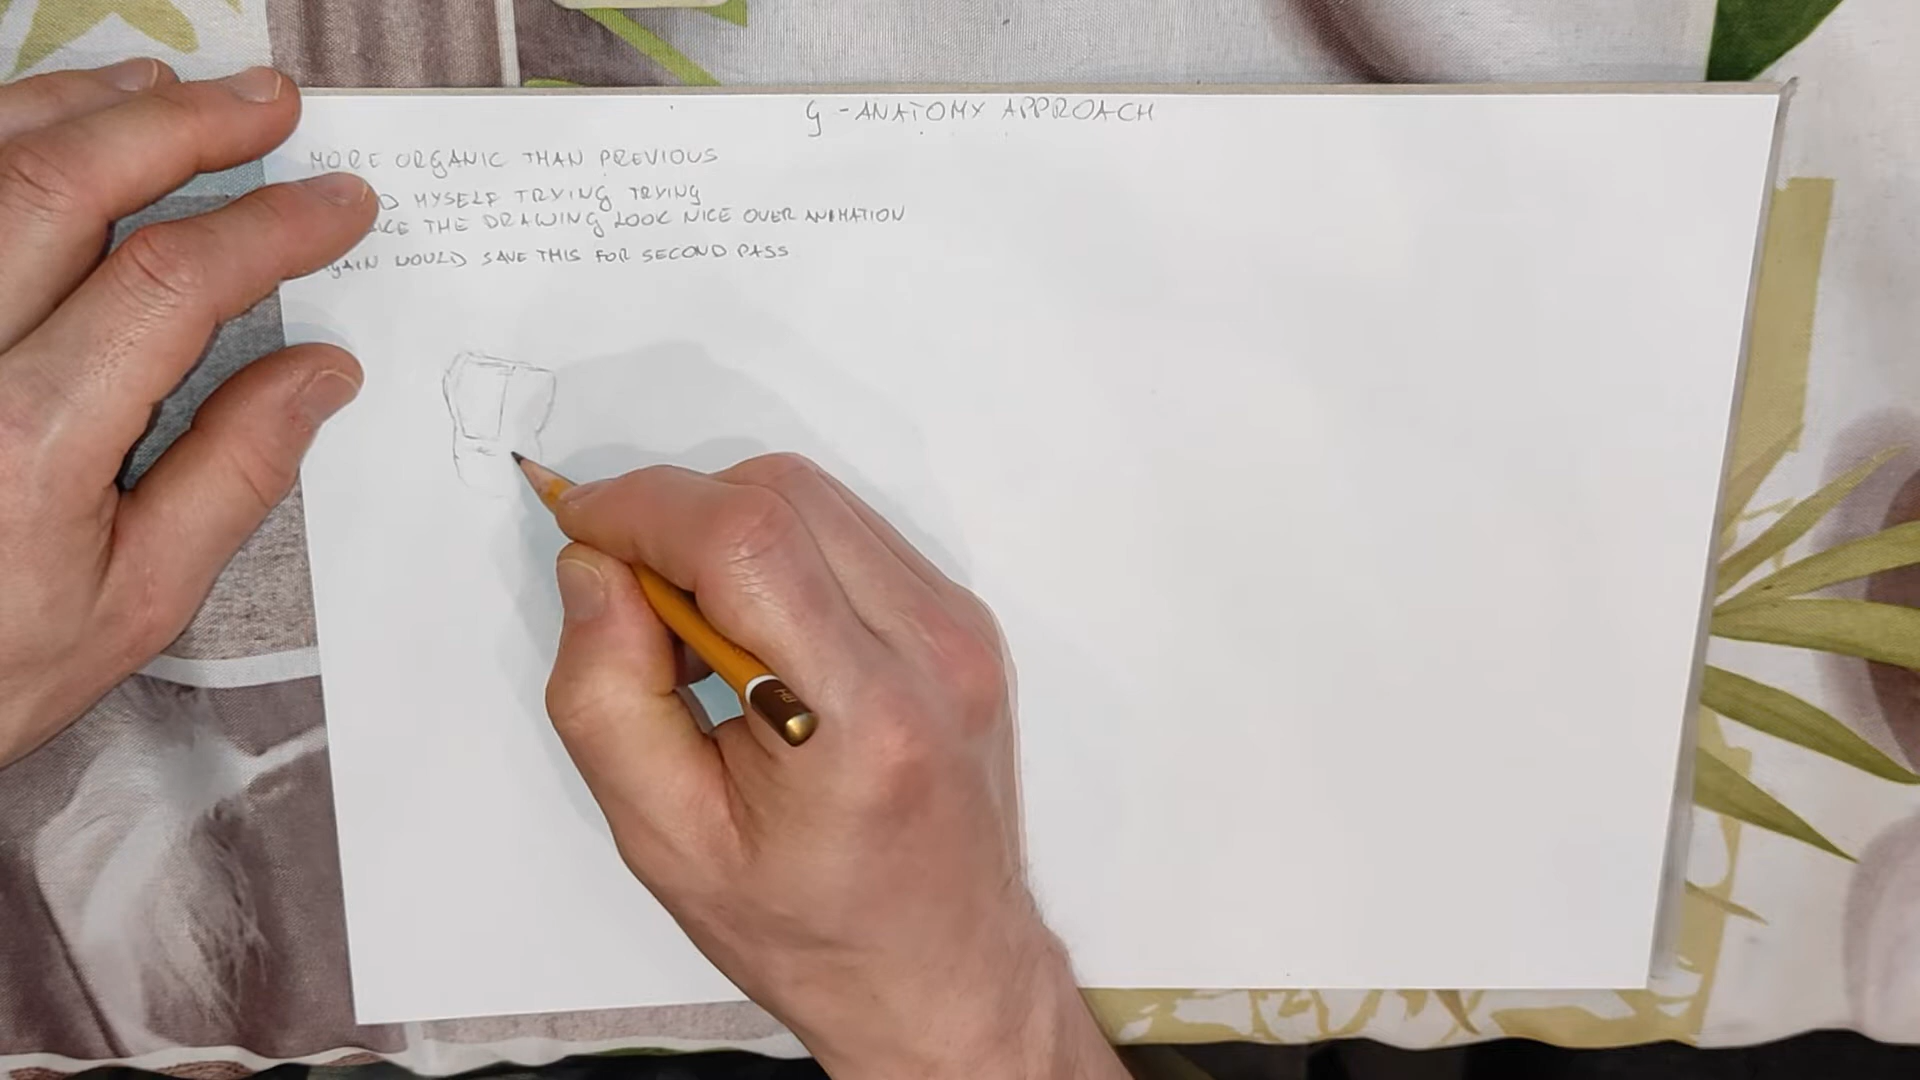 g - ANATOMY APPROACH
MORE ORGANIC THAN PREVIOUS
MYSELF TRYING TRYING
THE DRAWING LOOK NICE OVER ANIMATION
WOULD SAVE THIS FOR SECOND PASS
HB